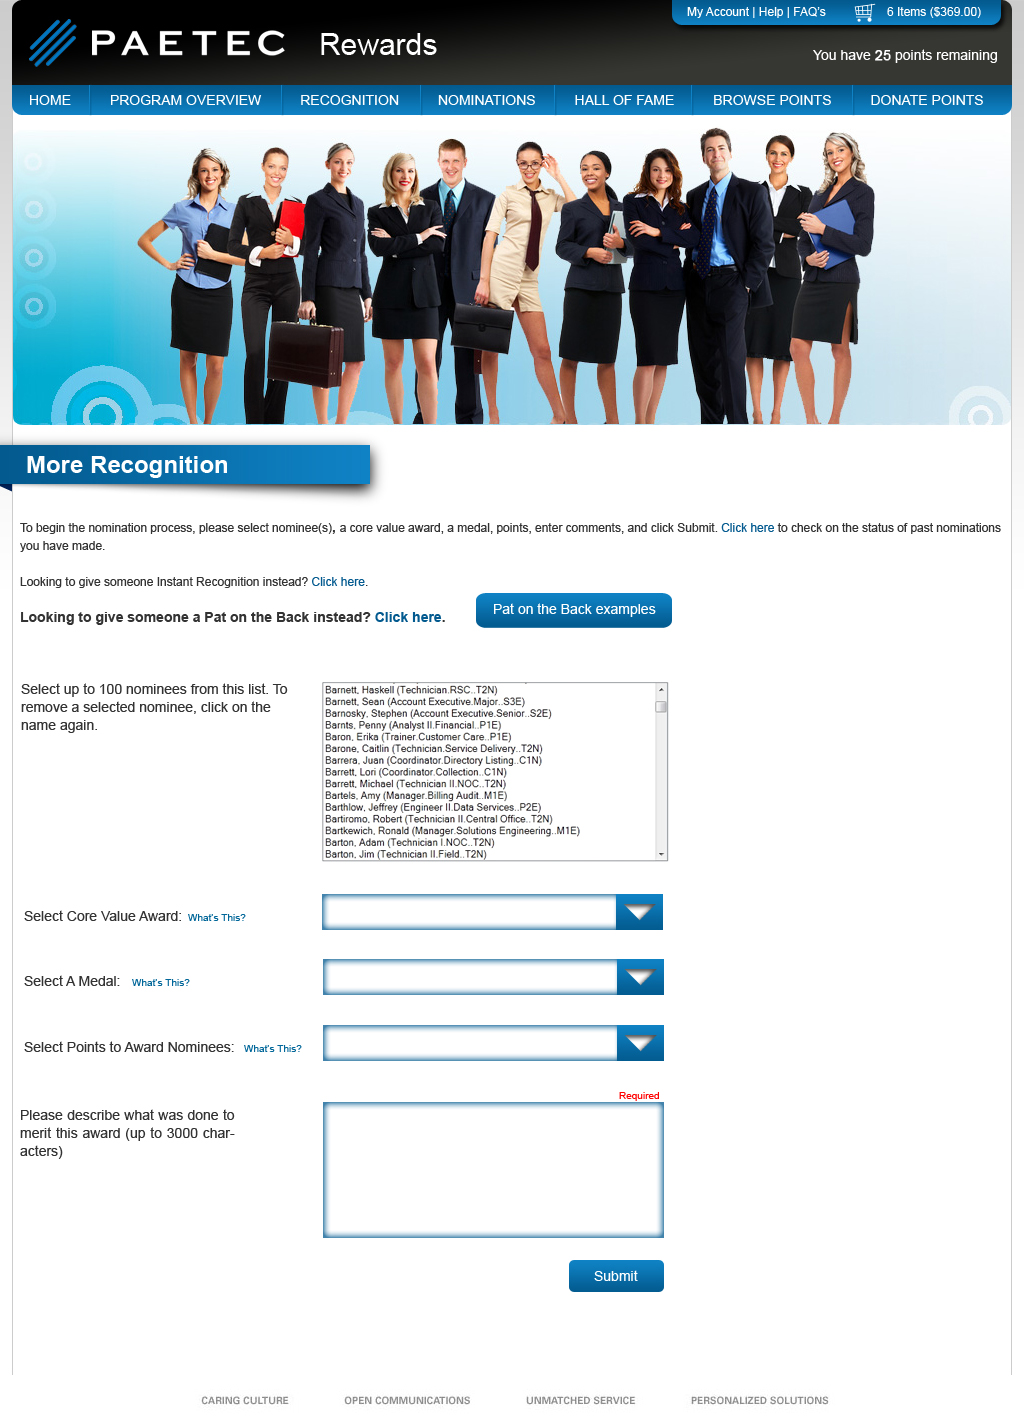 My Account | Help | FAQ's
6 Items ($369.00)
PAETEC Rewards
You have 25 points remaining
HOME
PROGRAM OVERVIEW
RECOGNITION
NOMINATIONS
HALL OF FAME
BROWSE POINTS
DONATE POINTS
More Recognition
To begin the nomination process, please select nominee(s), a core value award, a medal, points, enter comments, and click Submit. Click here to check on the status of past nominations
you have made.
Looking to give someone Instant Recognition instead? Click here.
Looking to give someone a Pat on the Back instead? Click here.
Pat on the Back examples
Select up to 100 nominees from this list. To
remove a selected nominee, click on the
name again.
Barnett, Haskell (Technician.RSC..T2N)
Barnett, Sean (Account Executive.Major..S3E)
Barnosky, Stephen (Account Executive.Senior..S2E)
Barnts, Penny (Analyst II.Financial..P1E)
Baron, Erika (Trainer.Customer Care..P1E)
Barone, Caitlin (Technician.Service Delivery..T2N)
Barrera, Juan (Coordinator.Directory Listing..C1N)
Barrett, Lori (Coordinator.Collection..C1N)
Barrett, Michael (Technician II.NOC..T2N)
Bartels, Amy (Manager.Billing Audit..M1E)
Barthlow, Jeffrey (Engineer II.Data Services..P2E)
Bartiromo, Robert (Technician II.Central Office..T2N)
Bartkewich, Ronald (Manager.Solutions Engineering..M1E)
Barton, Adam (Technician I.NOC..T2N)
Barton, Jim (Technician II.Field..T2N)
Select Core Value Award: What's This?
Select A Medal: What's This?
Select Points to Award Nominees: What's This?
Required
Please describe what was done to
merit this award (up to 3000 char-
acters)
Submit
CARING CULTURE
OPEN COMMUNICATIONS
UNMATCHED SERVICE
PERSONALIZED SOLUTIONS